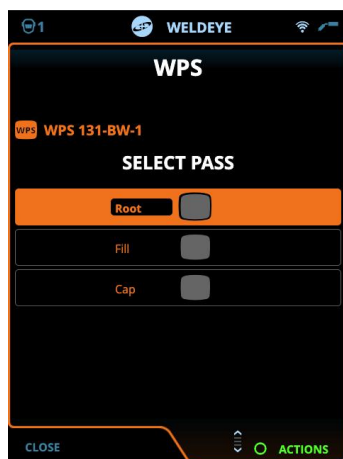 1 WELDEYE
WPS
WPS WPS 131-BW-1
SELECT PASS
Root
Fill
Cap
CLOSE ACTIONS